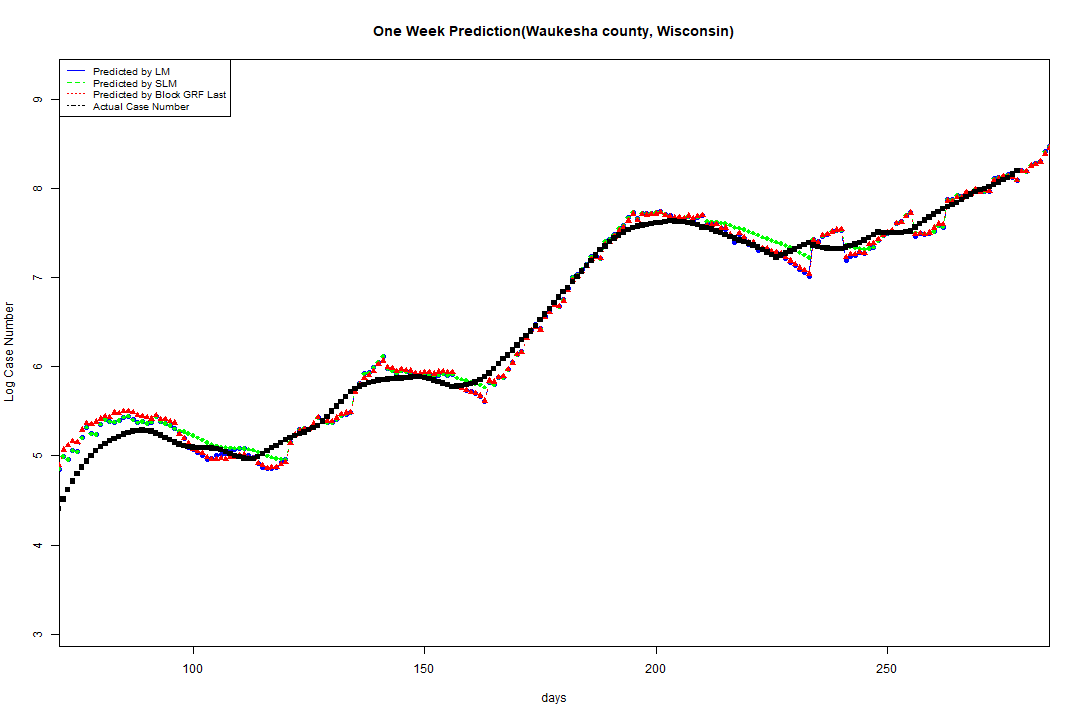 One Week Prediction(Waukesha county, Wisconsin)
Predicted by LM
Predicted by SLM
Predicted by Block GRF Last
Actual Case Number
9
8
7
6
5
4
3
Log Case Number
100 150 200 250
days